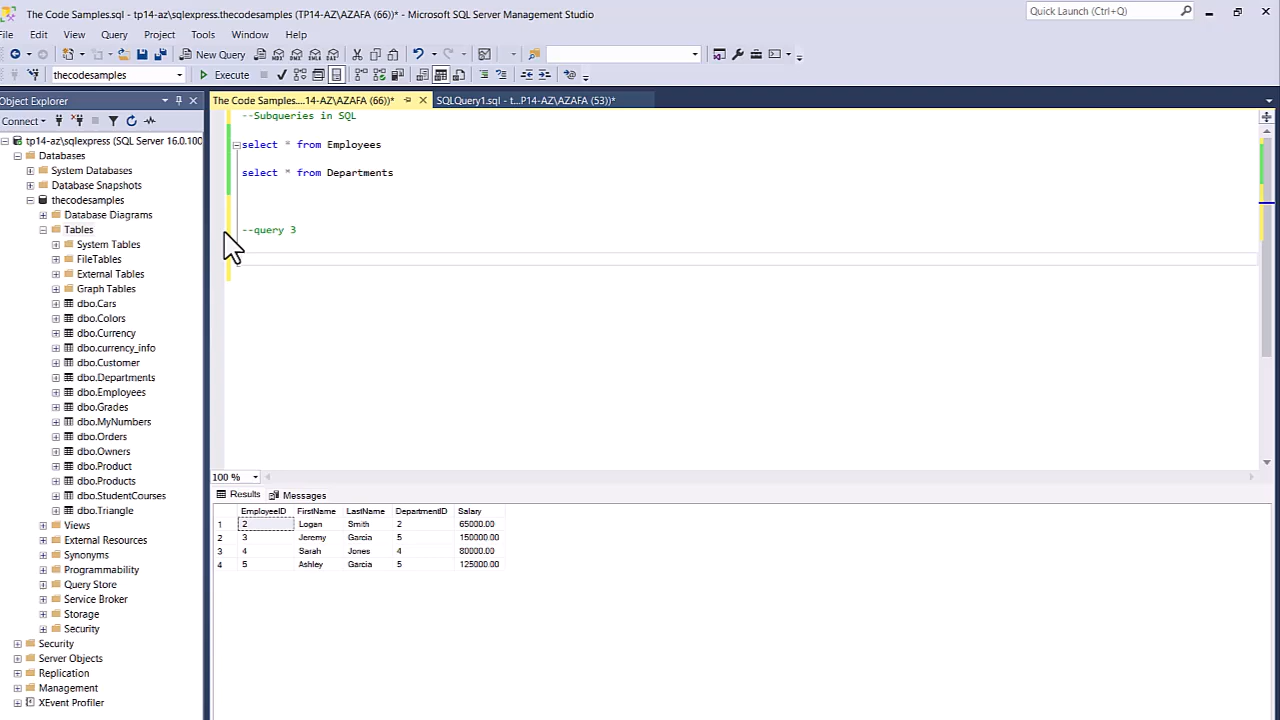 The Code Samples.sql - tp14-az\sqlexpress.thecodesamples (TP14-AZ\AZAFA (66))* - Microsoft SQL Server Management Studio
Quick Launch (Ctrl+Q)
File Edit View Query Project Tools Window Help
New Query
thecodesamples Execute
Object Explorer
The Code Samples....14-AZ\AZAFA (66))* SQLQuery1.sql - t...P14-AZ\AZAFA (53))*
Connect
tp14-az\sqlexpress (SQL Server 16.0.100
Databases
System Databases
Database Snapshots
thecodesamples
Database Diagrams
Tables
System Tables
FileTables
External Tables
Graph Tables
dbo.Cars
dbo.Colors
dbo.Currency
dbo.currency_info
dbo.Customer
dbo.Departments
dbo.Employees
dbo.Grades
dbo.MyNumbers
dbo.Orders
dbo.Owners
dbo.Product
dbo.Products
dbo.StudentCourses
dbo.Triangle
Views
External Resources
Synonyms
Programmability
Query Store
Service Broker
Storage
Security
Security
Server Objects
Replication
Management
XEvent Profiler
--Subqueries in SQL
select * from Employees
select * from Departments
--query 3
100 %
Results Messages
EmployeeID FirstName LastName DepartmentID Salary
1 2 Logan Smith 2 65000.00
2 3 Jeremy Garcia 5 150000.00
3 4 Sarah Jones 4 80000.00
4 5 Ashley Garcia 5 125000.00